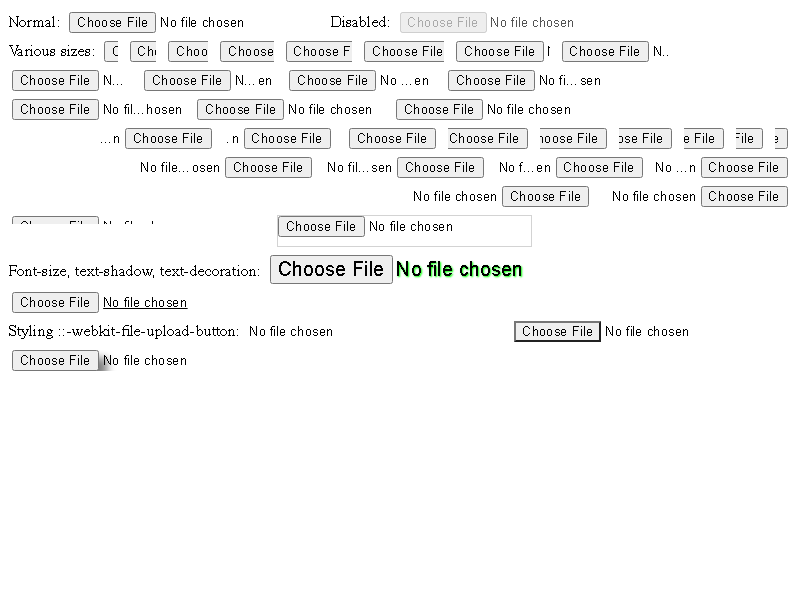 Normal: Choose File No file chosen Disabled: Choose File No file chosen
Various sizes: C Ch Choo Choose Choose F Choose File Choose File Choose File N..
Choose File N... Choose File N... en Choose File No ... en Choose File No fi... sen
Choose File No fil... hosen Choose File No file chosen Choose File No file chosen
...n Choose File .n Choose File Choose File Choose File hoose File ose File e File File e
No file... osen Choose File No fil... sen Choose File No f... en Choose File No ... n Choose File
No file chosen Choose File No file chosen Choose File
Choose File No file chosen
Font-size, text-shadow, text-decoration: Choose File No file chosen
Choose File No file chosen
Styling ::-webkit-file-upload-button: No file chosen Choose File No file chosen
Choose File No file chosen